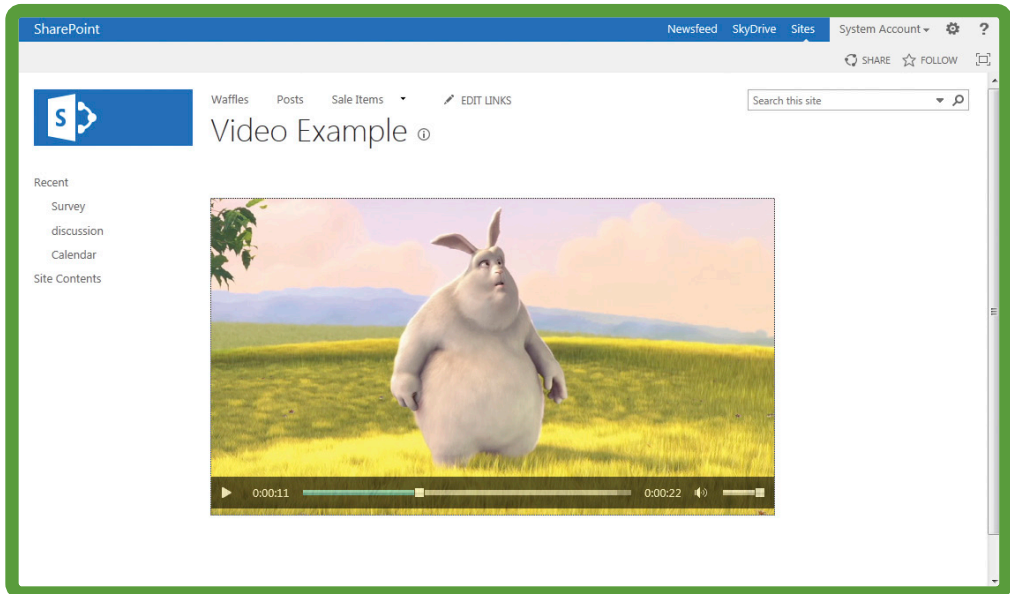 SharePoint Newsfeed SkyDrive Sites System Account ?
SHARE FOLLOW
S
Waffles Posts Sale Items EDIT LINKS Search this site
Video Example
Recent
Survey
discussion
Calendar
Site Contents
0:00:11 0:00:22